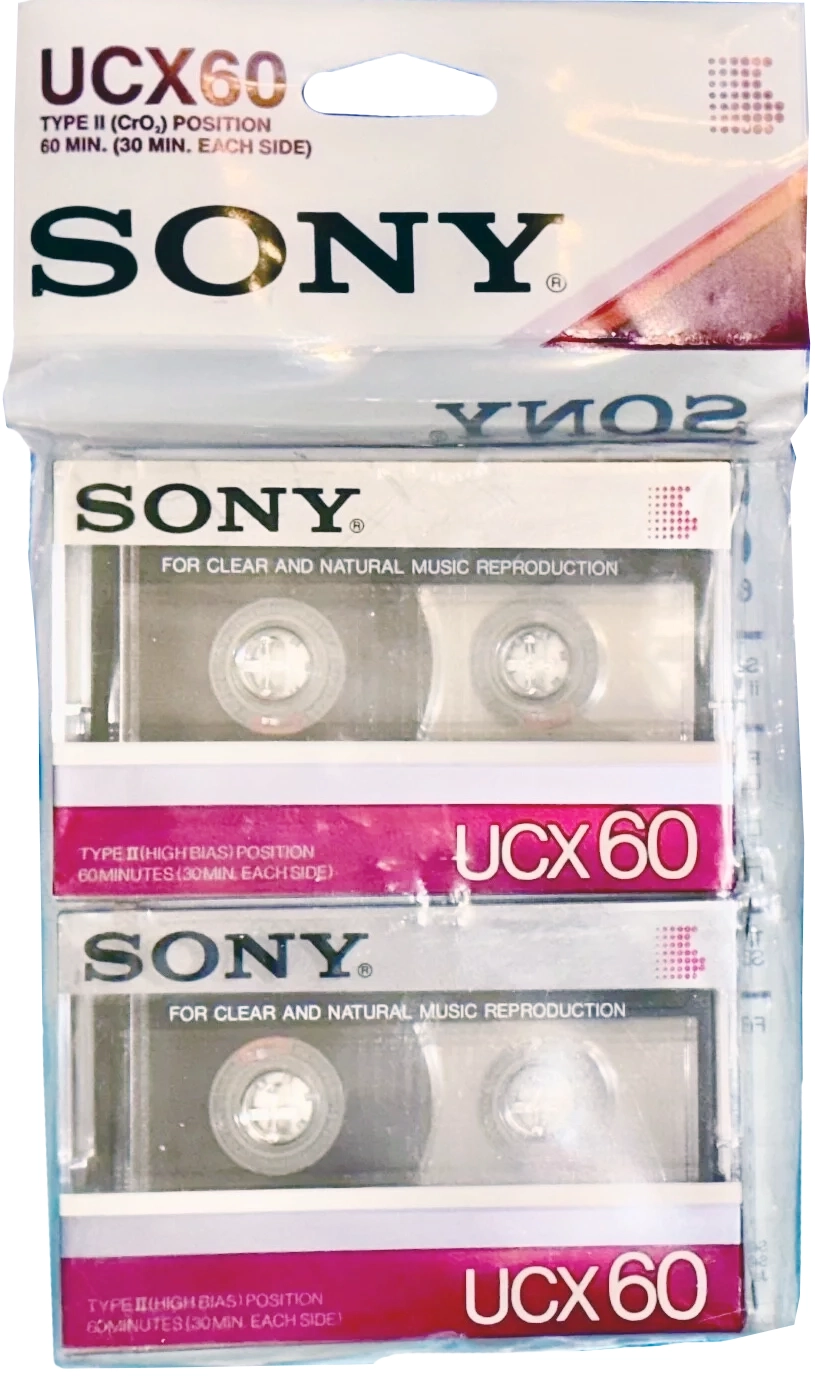 UCX60
TYPE II (CrO₂) POSITION
60 MIN. (30 MIN. EACH SIDE)
SONY®
SONY®
SONY®
FOR CLEAR AND NATURAL MUSIC REPRODUCTION
TYPE II (HIGH BIAS) POSITION
60 MINUTES (30 MIN. EACH SIDE)
UCX 60
SONY®
FOR CLEAR AND NATURAL MUSIC REPRODUCTION
TYPE II (HIGH BIAS) POSITION
60 MINUTES (30 MIN. EACH SIDE)
UCX 60